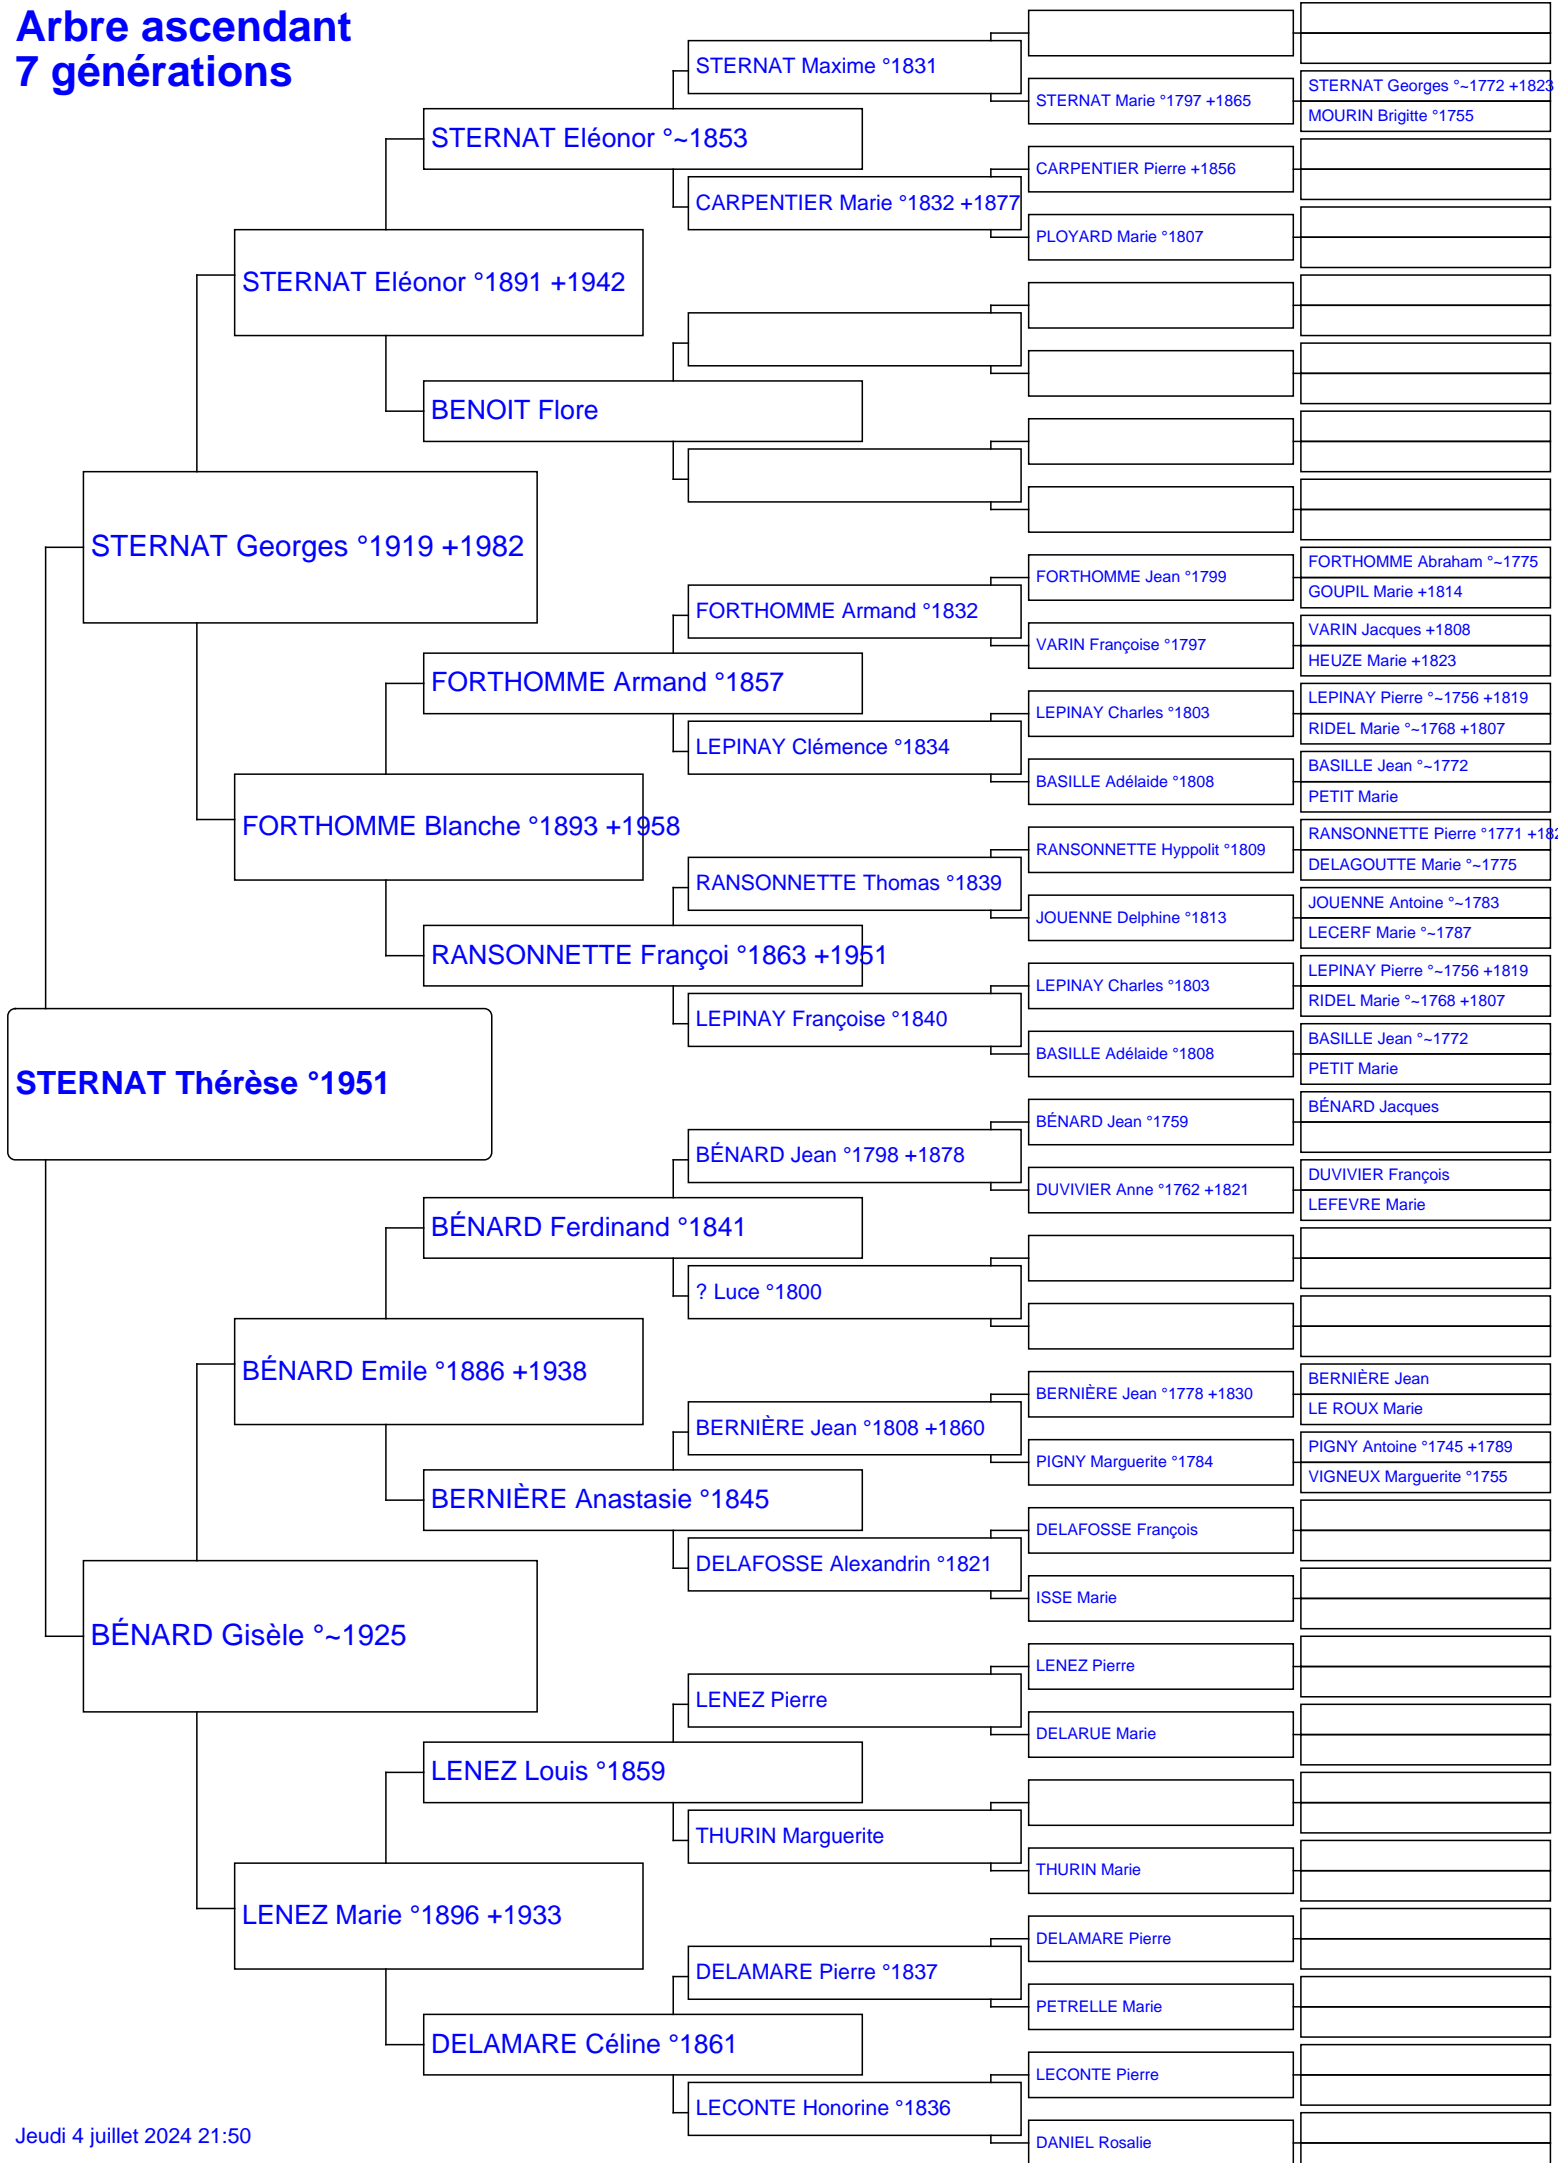 Arbre ascendant
7 générations
STERNAT Maxime °1831
STERNAT Marie °1797 +1865
STERNAT Georges °~1772 +1823
MOURIN Brigitte °1755
STERNAT Eléonor °~1853
CARPENTIER Pierre +1856
CARPENTIER Marie °1832 +1877
PLOYARD Marie °1807
STERNAT Eléonor °1891 +1942
BENOIT Flore
STERNAT Georges °1919 +1982
FORTHOMME Jean °1799
FORTHOMME Abraham °~1775
GOUPIL Marie +1814
FORTHOMME Armand °1832
VARIN Françoise °1797
VARIN Jacques +1808
HEUZE Marie +1823
FORTHOMME Armand °1857
LEPINAY Charles °1803
LEPINAY Pierre °~1756 +1819
RIDEL Marie °~1768 +1807
LEPINAY Clémence °1834
BASILLE Adélaide °1808
BASILLE Jean °~1772
PETIT Marie
FORTHOMME Blanche °1893 +1958
RANSONNETTE Hyppolit °1809
RANSONNETTE Pierre °1771 +182
DELAGOUTTE Marie °~1775
RANSONNETTE Thomas °1839
JOUENNE Delphine °1813
JOUENNE Antoine °~1783
LECERF Marie °~1787
RANSONNETTE Françoi °1863 +1951
LEPINAY Charles °1803
LEPINAY Pierre °~1756 +1819
RIDEL Marie °~1768 +1807
LEPINAY Françoise °1840
BASILLE Adélaide °1808
BASILLE Jean °~1772
PETIT Marie
STERNAT Thérèse °1951
BÉNARD Jean °1759
BÉNARD Jacques
BÉNARD Jean °1798 +1878
DUVIVIER Anne °1762 +1821
DUVIVIER François
LEFEVRE Marie
BÉNARD Ferdinand °1841
? Luce °1800
BÉNARD Emile °1886 +1938
BERNIÈRE Jean °1778 +1830
BERNIÈRE Jean
LE ROUX Marie
BERNIÈRE Jean °1808 +1860
PIGNY Marguerite °1784
PIGNY Antoine °1745 +1789
VIGNEUX Marguerite °1755
BERNIÈRE Anastasie °1845
DELAFOSSE François
DELAFOSSE Alexandrin °1821
ISSE Marie
BÉNARD Gisèle °~1925
LENEZ Pierre
LENEZ Pierre
DELARUE Marie
LENEZ Louis °1859
THURIN Marguerite
THURIN Marie
LENEZ Marie °1896 +1933
DELAMARE Pierre
DELAMARE Pierre °1837
PETRELLE Marie
DELAMARE Céline °1861
LECONTE Pierre
LECONTE Honorine °1836
DANIEL Rosalie
Jeudi 4 juillet 2024 21:50